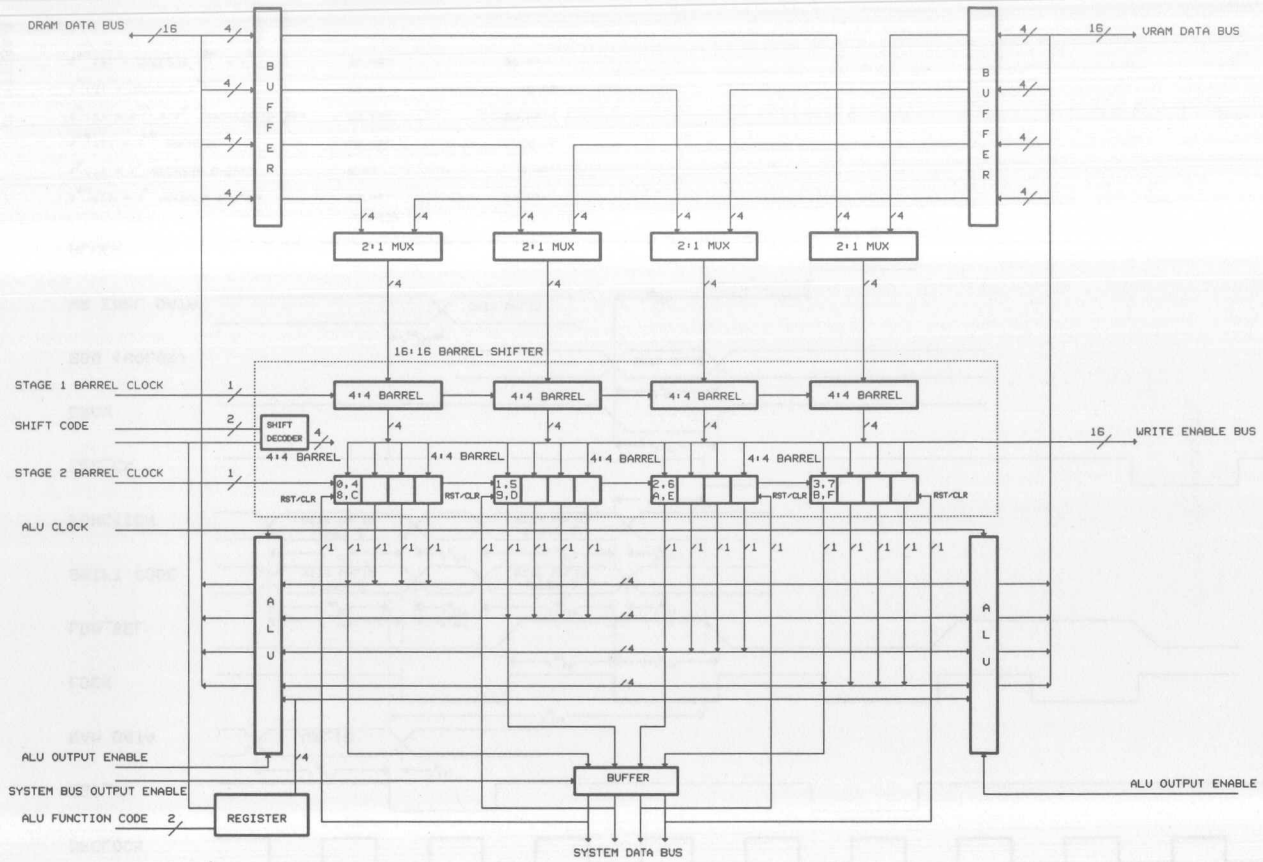 DRAM DATA BUS
16
4
4
4
4
BUFFER
4
4
4
4
BUFFER
16
VRAM DATA BUS
4
4
4
4
4
4
4
4
2:1 MUX
2:1 MUX
2:1 MUX
2:1 MUX
4
4
4
4
16:16 BARREL SHIFTER
STAGE 1 BARREL CLOCK
1
4:4 BARREL
4:4 BARREL
4:4 BARREL
4:4 BARREL
SHIFT CODE
2
SHIFT DECODER
4
4
4
4
4
16
WRITE ENABLE BUS
4:4 BARREL
4:4 BARREL
4:4 BARREL
4:4 BARREL
STAGE 2 BARREL CLOCK
1
0,4
8,C
1,5
9,D
2,6
A,E
3,7
B,F
RST/CLR
RST/CLR
RST/CLR
RST/CLR
ALU CLOCK
1 1 1 1 1
1 1 1 1 1
1 1 1 1 1
1 1 1 1 1
ALU
4
4
4
4
ALU
ALU OUTPUT ENABLE
4
BUFFER
ALU OUTPUT ENABLE
SYSTEM BUS OUTPUT ENABLE
ALU FUNCTION CODE
2
REGISTER
SYSTEM DATA BUS